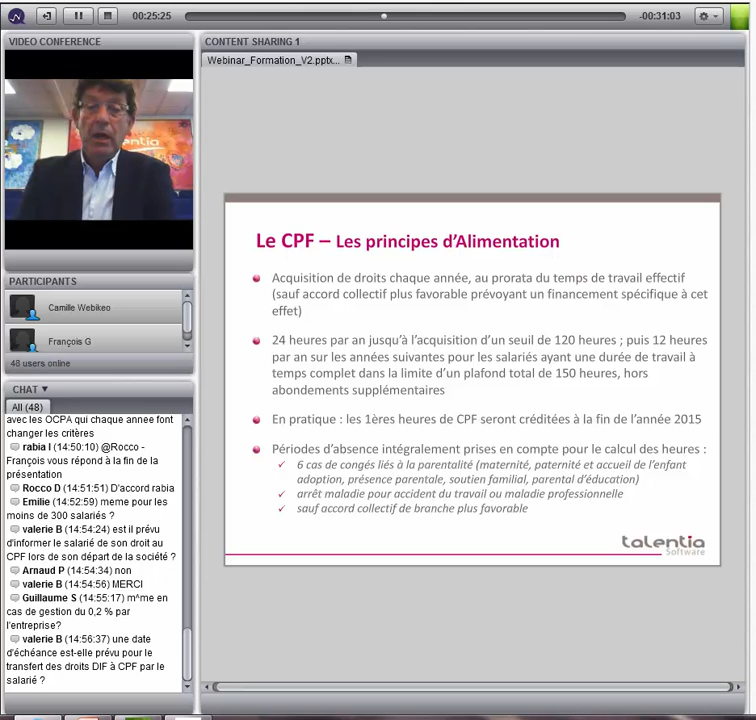 00:25:25
-00:31:03
VIDEO CONFERENCE
CONTENT SHARING 1
Webinar_Formation_V2.pptx...
entia
PARTICIPANTS
Camille Webikeo
François G
48 users online
CHAT
All (48)
avec les OCPA qui chaque annee font
changer les critères
rabia I (14:50:10) @Rocco -
François vous répond à la fin de la
présentation
Rocco D (14:51:51) D'accord rabia
Emilie (14:52:59) meme pour les
moins de 300 salariés ?
valerie B (14:54:24) est il prévu
d'informer le salarié de son droit au
CPF lors de son départ de la société ?
Arnaud P (14:54:34) non
valerie B (14:54:56) MERCI
Guillaume S (14:55:17) m^me en
cas de gestion du 0,2 % par
l'entreprise?
valerie B (14:56:37) une date
d'échéance est-elle prévu pour le
transfert des droits DIF à CPF par le
salarié ?
Le CPF – Les principes d'Alimentation
Acquisition de droits chaque année, au prorata du temps de travail effectif
(sauf accord collectif plus favorable prévoyant un financement spécifique à cet
effet)
24 heures par an jusqu'à l'acquisition d'un seuil de 120 heures ; puis 12 heures
par an sur les années suivantes pour les salariés ayant une durée de travail à
temps complet dans la limite d'un plafond total de 150 heures, hors
abondements supplémentaires
En pratique : les 1ères heures de CPF seront créditées à la fin de l'année 2015
Périodes d'absence intégralement prises en compte pour le calcul des heures :
6 cas de congés liés à la parentalité (maternité, paternité et accueil de l'enfant
adoption, présence parentale, soutien familial, parental d'éducation)
arrêt maladie pour accident du travail ou maladie professionnelle
sauf accord collectif de branche plus favorable
talentia
Software